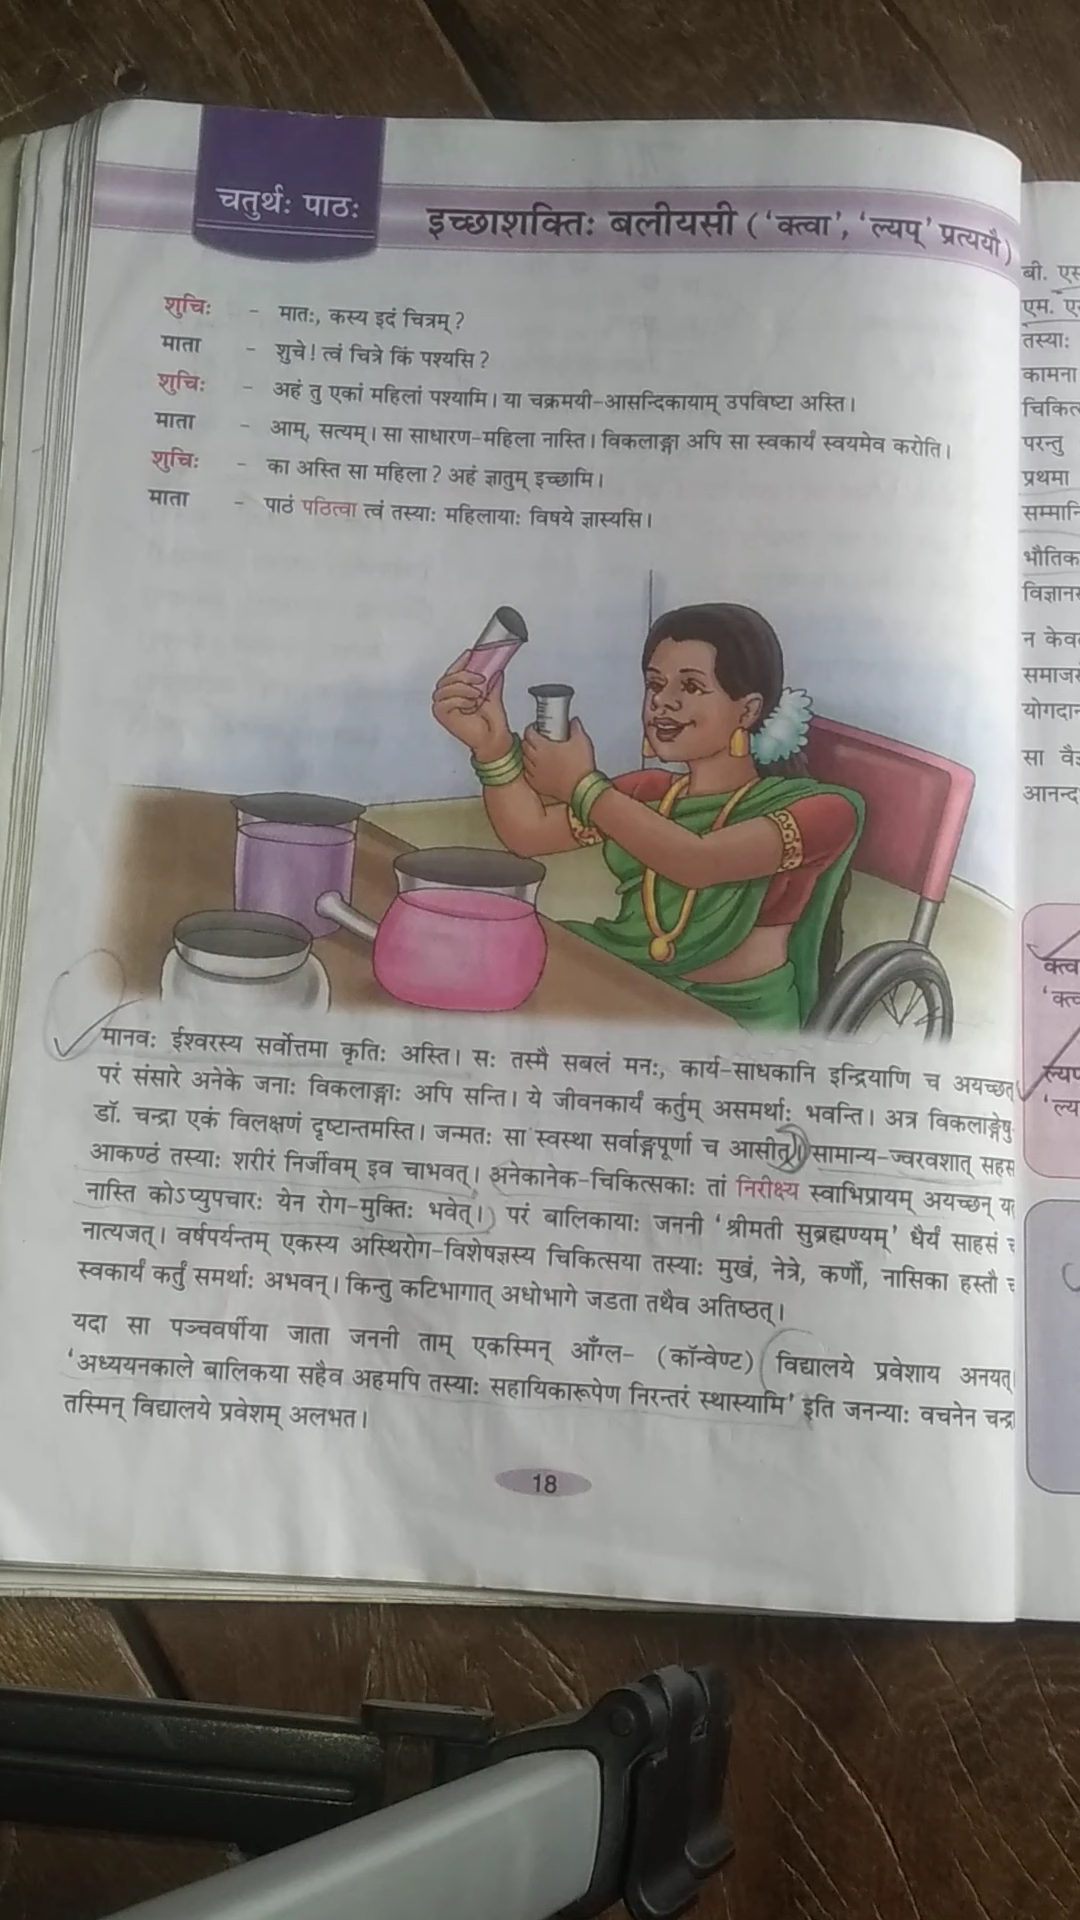 चतुर्थः पाठः
इच्छाशक्तिः बलीयसी ('क्त्वा', 'ल्यप्' प्रत्ययौ)
शुचिः - मातः, कस्य इदं चित्रम्?
माता - शुचे! त्वं चित्रे किं पश्यसि?
शुचिः - अहं तु एकां महिलां पश्यामि। या चक्रमयी-आसन्दिकायाम् उपविष्टा अस्ति।
माता - आम्, सत्यम्। सा साधारण-महिला नास्ति। विकलाङ्गा अपि सा स्वकार्यं स्वयमेव करोति।
शुचिः - का अस्ति सा महिला? अहं ज्ञातुम् इच्छामि।
माता - पाठं पठित्वा त्वं तस्याः महिलायाः विषये ज्ञास्यसि।
मानवः ईश्वरस्य सर्वोत्तमा कृतिः अस्ति। सः तस्मै सबलं मनः, कार्य-साधकानि इन्द्रियाणि च अयच्छत्
परं संसारे अनेके जनाः विकलाङ्गाः अपि सन्ति। ये जीवनकार्यं कर्तुम् असमर्थाः भवन्ति। अत्र विकलाङ्गेषु
डॉ. चन्द्रा एकं विलक्षणं दृष्टान्तमस्ति। जन्मतः सा स्वस्था सर्वाङ्गपूर्णा च आसीत्। सामान्य-ज्वरवशात्
आकण्ठं तस्याः शरीरं निर्जीवम् इव चाभवत्। अनेकानेक-चिकित्सकाः तां निरीक्ष्य स्वाभिप्रायम् अयच्छन्
नास्ति कोऽप्युपचारः येन रोग-मुक्तिः भवेत्। परं बालिकायाः जननी 'श्रीमती सुब्रह्मण्यम्' धैर्यं साहसं
नात्यजत्। वर्षपर्यन्तम् एकस्य अस्थिरोग-विशेषज्ञस्य चिकित्सया तस्याः मुखं, नेत्रे, कर्णौ, नासिका हस्तौ
स्वकार्यं कर्तुं समर्थाः अभवन्। किन्तु कटिभागात् अधोभागे जडता तथैव अतिष्ठत्।
यदा सा पञ्चवर्षीया जाता जननी ताम् एकस्मिन् आँग्ल- (कॉन्वेण्ट) विद्यालये प्रवेशाय अनयत्।
'अध्ययनकाले बालिकया सहैव अहमपि तस्याः सहायिकारूपेण निरन्तरं स्थास्यामि' इति जनन्याः वचनेन चन्द्रा
तस्मिन् विद्यालये प्रवेशम् अलभत।
18
बी. एस
एम. ए
तस्याः
कामना
परन्तु
प्रथमा